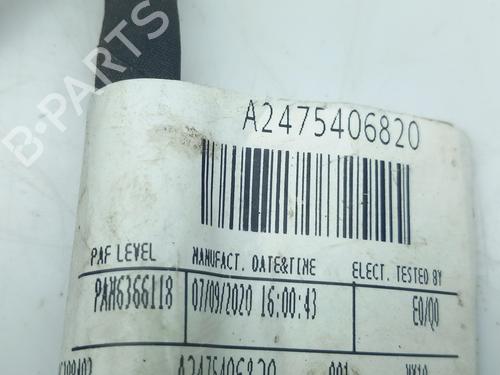 B-PARTS
A2475406820
PAF LEVEL MANUFACT. DATE&TIME ELECT. TESTED BY
PAX6366118 07/09/2020 16:00:43 E0/Q0
A2475406820 001